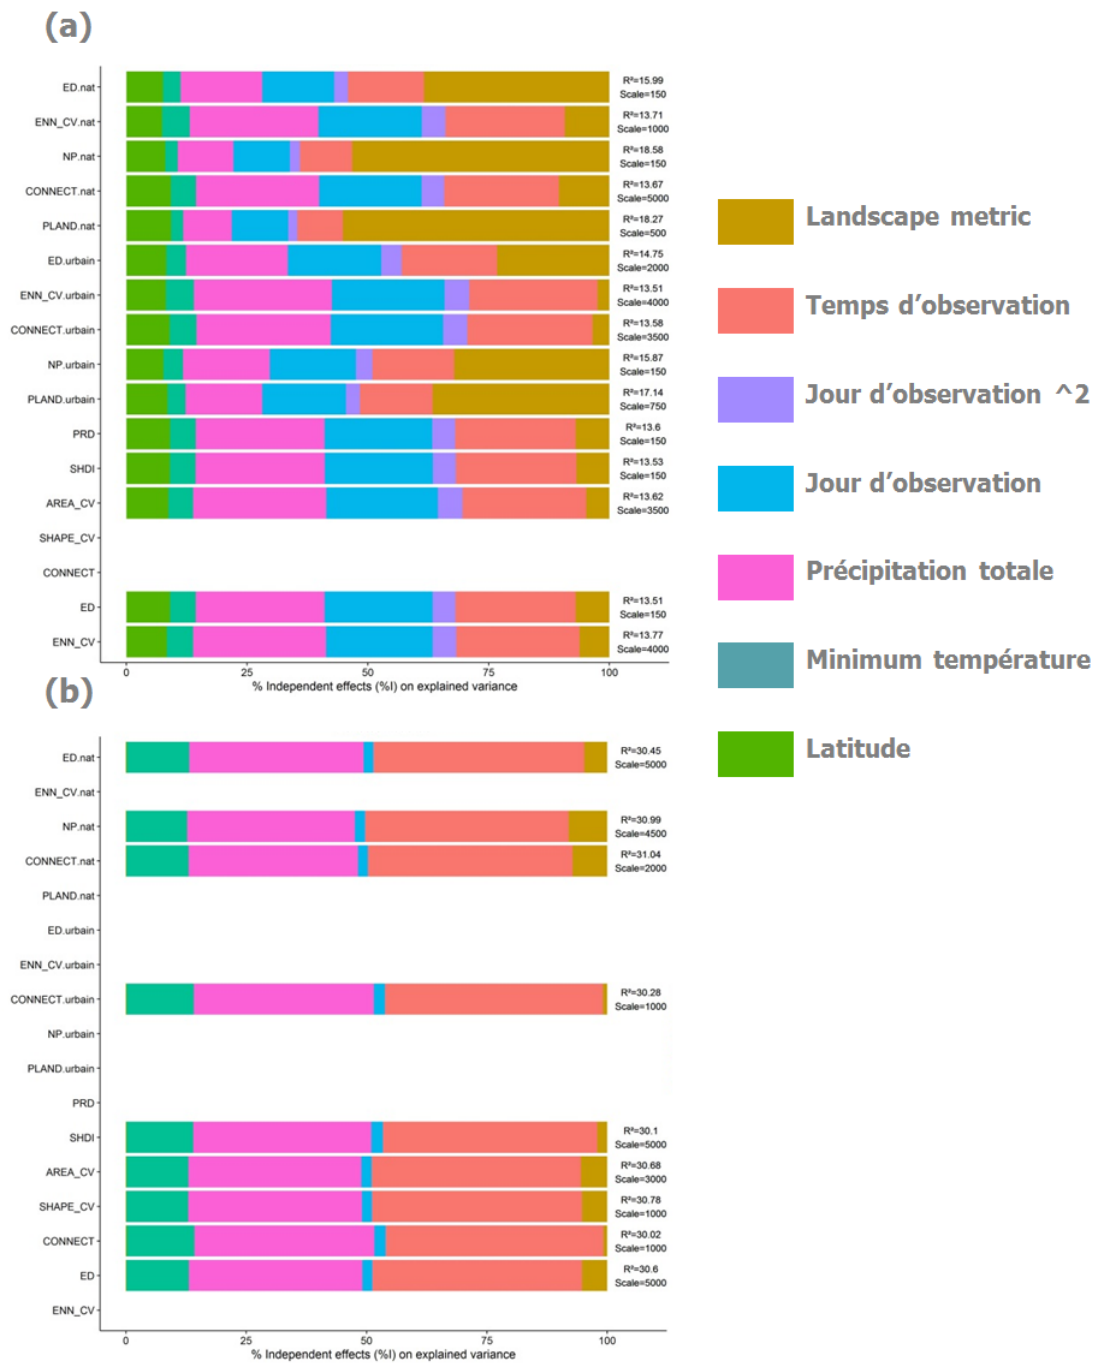 (a)
ED.nat
R²=15.99
Scale=150
ENN_CV.nat
R²=13.71
Scale=1000
NP.nat
R²=18.58
Scale=150
CONNECT.nat
R²=13.67
Scale=5000
PLAND.nat
R²=18.27
Scale=500
ED.urbain
R²=14.75
Scale=2000
ENN_CV.urbain
R²=13.51
Scale=4000
CONNECT.urbain
R²=13.58
Scale=3500
NP.urbain
R²=15.87
Scale=150
PLAND.urbain
R²=17.14
Scale=750
PRD
R²=13.6
Scale=150
SHDI
R²=13.53
Scale=150
AREA_CV
R²=13.62
Scale=3500
SHAPE_CV
CONNECT
ED
R²=13.51
Scale=150
ENN_CV
R²=13.77
Scale=4000
0 25 50 75 100
% Independent effects (%I) on explained variance
Landscape metric
Temps d'observation
Jour d'observation ^2
Jour d'observation
Précipitation totale
Minimum température
Latitude
(b)
ED.nat
R²=30.45
Scale=5000
ENN_CV.nat
NP.nat
R²=30.99
Scale=4500
CONNECT.nat
R²=31.04
Scale=2000
PLAND.nat
ED.urbain
ENN_CV.urbain
CONNECT.urbain
R²=30.28
Scale=1000
NP.urbain
PLAND.urbain
PRD
SHDI
R²=30.1
Scale=5000
AREA_CV
R²=30.68
Scale=3000
SHAPE_CV
R²=30.78
Scale=1000
CONNECT
R²=30.02
Scale=1000
ED
R²=30.6
Scale=5000
ENN_CV
0 25 50 75 100
% Independent effects (%I) on explained variance